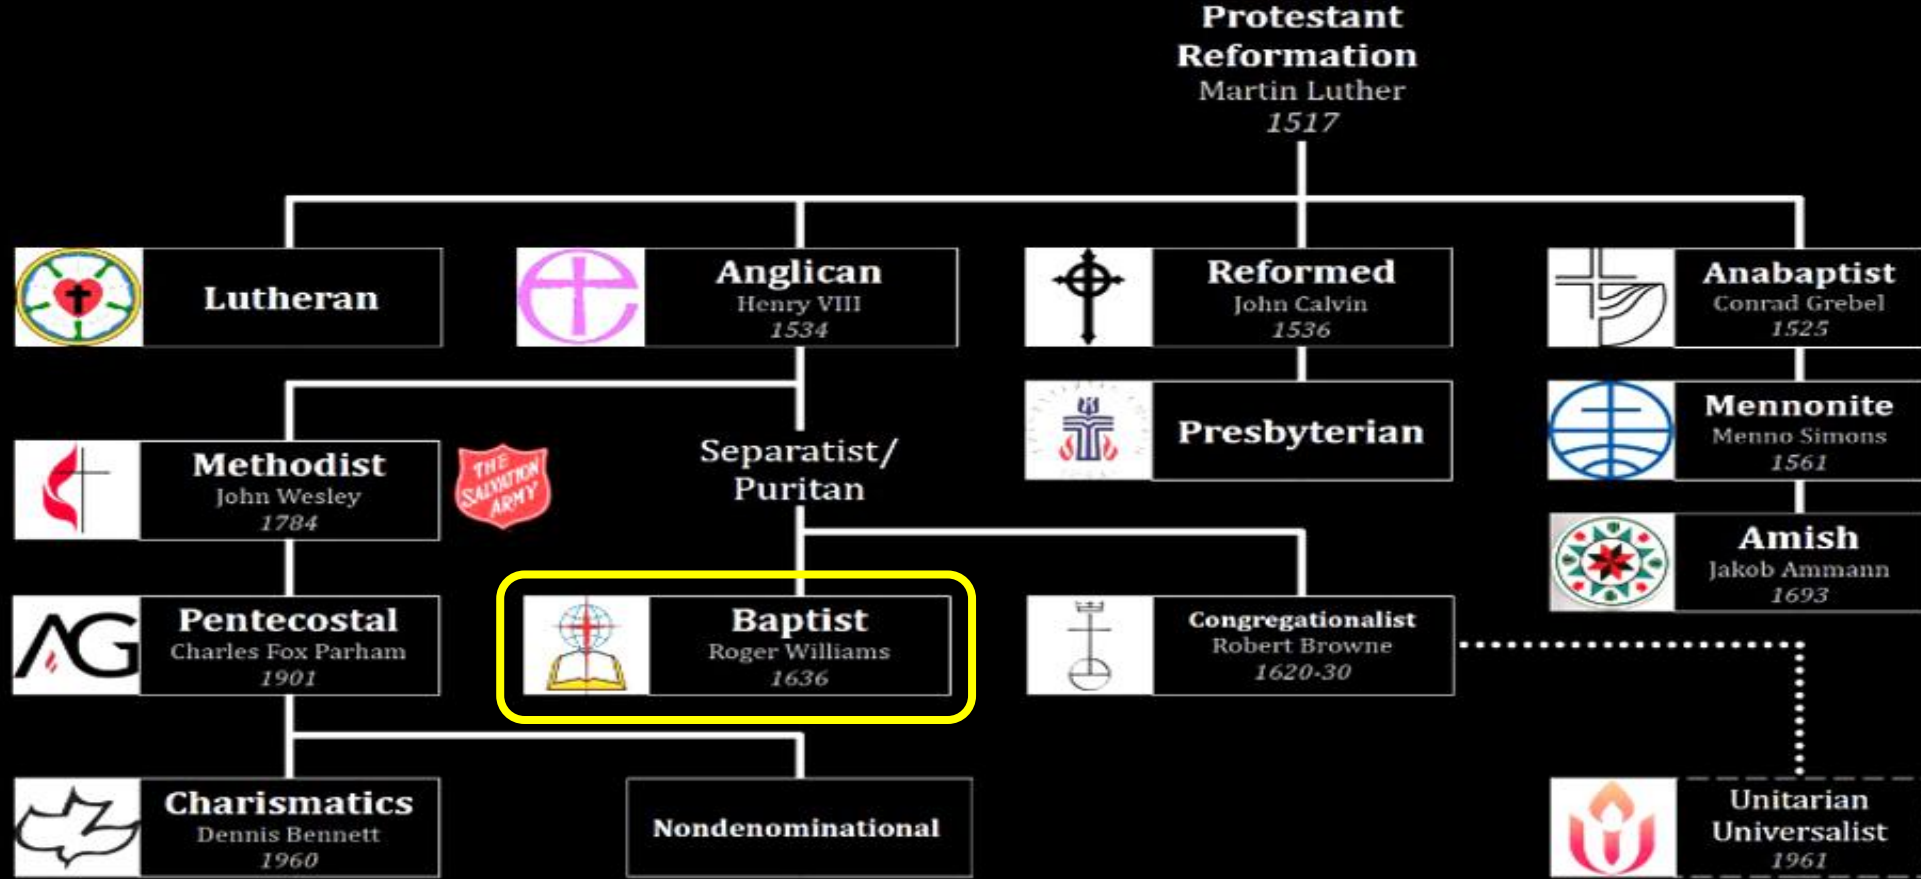 Protestant
Reformation
Martin Luther
1517
Lutheran
Anglican
Henry VIII
1534
Reformed
John Calvin
1536
Anabaptist
Conrad Grebel
1525
Presbyterian
Mennonite
Menno Simons
1561
Methodist
John Wesley
1784
THE
SALVATION
ARMY
Separatist/
Puritan
Amish
Jakob Ammann
1693
AG
Pentecostal
Charles Fox Parham
1901
Baptist
Roger Williams
1636
Congregationalist
Robert Browne
1620-30
Charismatics
Dennis Bennett
1960
Nondenominational
Unitarian
Universalist
1961